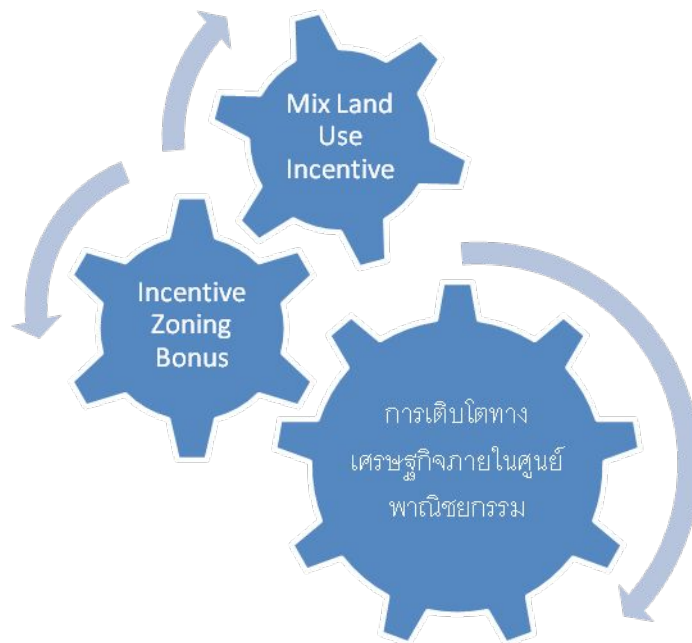 Mix Land
Use
Incentive
Incentive
Zoning
Bonus
การเติบโตทาง
เศรษฐกิจภายในศูนย์
พาณิชยกรรม